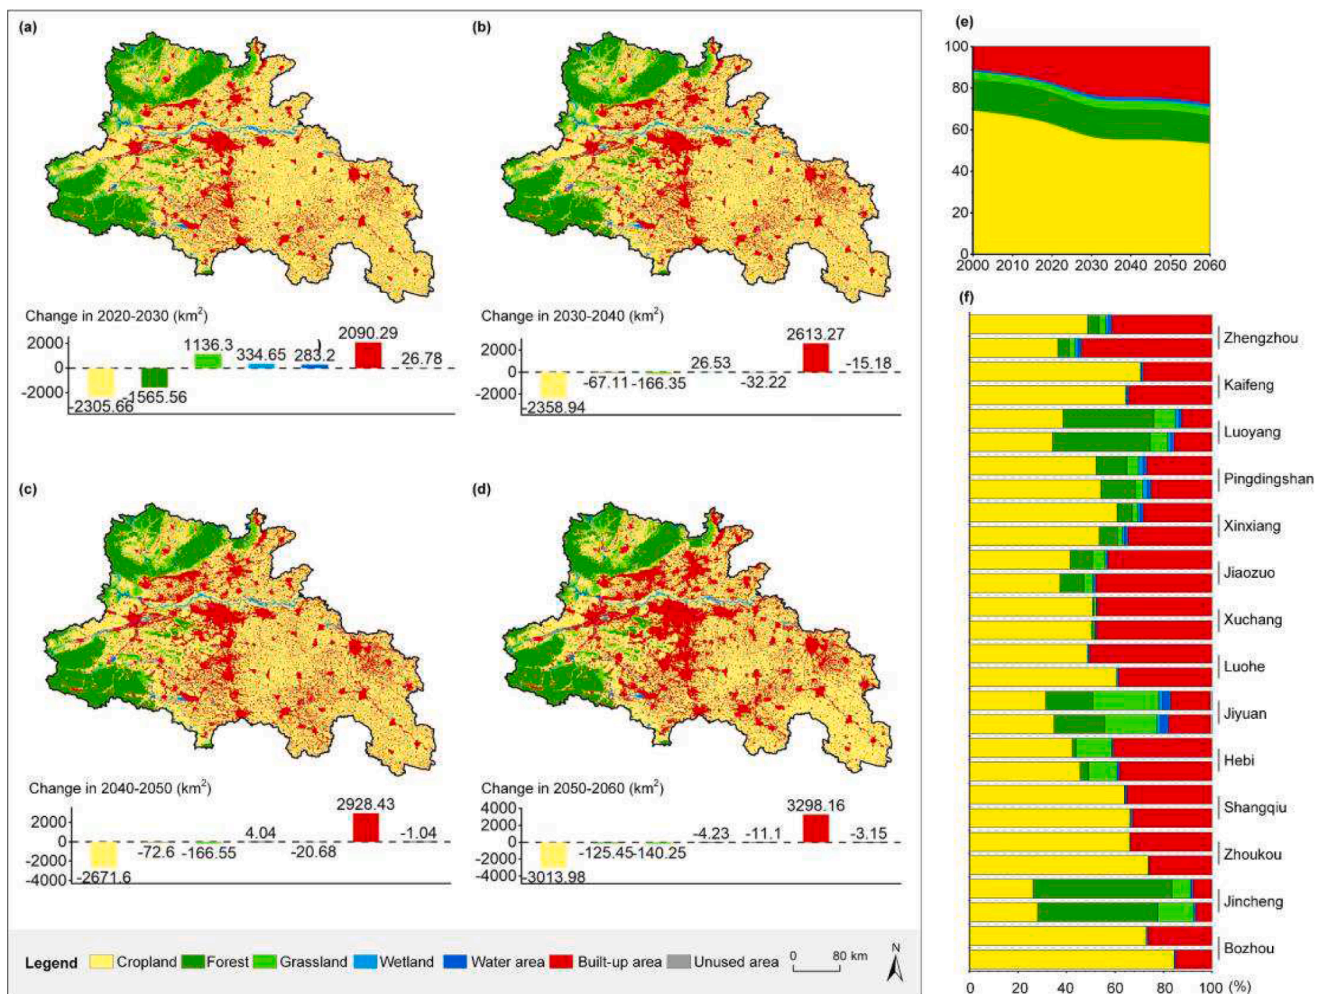 (a)
Change in 2020-2030 (km²)
2000
0
-2000
-2305.66
-1565.56
1136.3
334.65
283.2
2090.29
26.78
(b)
Change in 2030-2040 (km²)
2000
0
-2000
-2358.94
-67.11
-166.35
26.53
-32.22
2613.27
-15.18
(c)
Change in 2040-2050 (km²)
2000
0
-2000
-4000
-2671.6
-72.6
-166.55
4.04
-20.68
2928.43
-1.04
(d)
Change in 2050-2060 (km²)
4000
2000
0
-2000
-4000
-3013.98
-125.45
-140.25
-4.23
-11.1
3298.16
-3.15
Legend Cropland Forest Grassland Wetland Water area Built-up area Unused area 0 80 km
N
(e)
100
80
60
40
20
0
2000 2010 2020 2030 2040 2050 2060
(f)
Zhengzhou
Kaifeng
Luoyang
Pingdingshan
Xinxiang
Jiaozuo
Xuchang
Luohe
Jiyuan
Hebi
Shangqiu
Zhoukou
Jincheng
Bozhou
0 20 40 60 80 100 (%)